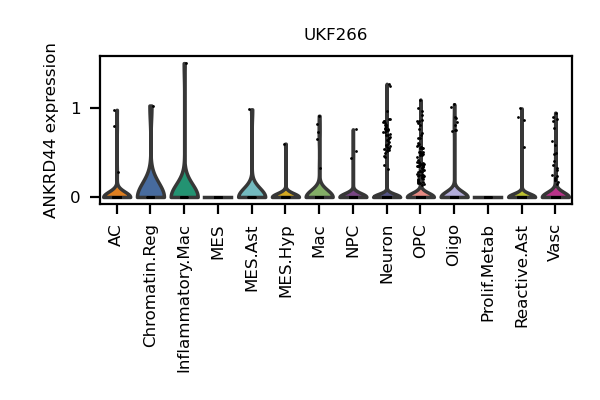 UKF266
ANKRD44 expression
1
0
AC
Chromatin.Reg
Inflammatory.Mac
MES
MES.Ast
MES.Hyp
Mac
NPC
Neuron
OPC
Oligo
Prolif.Metab
Reactive.Ast
Vasc